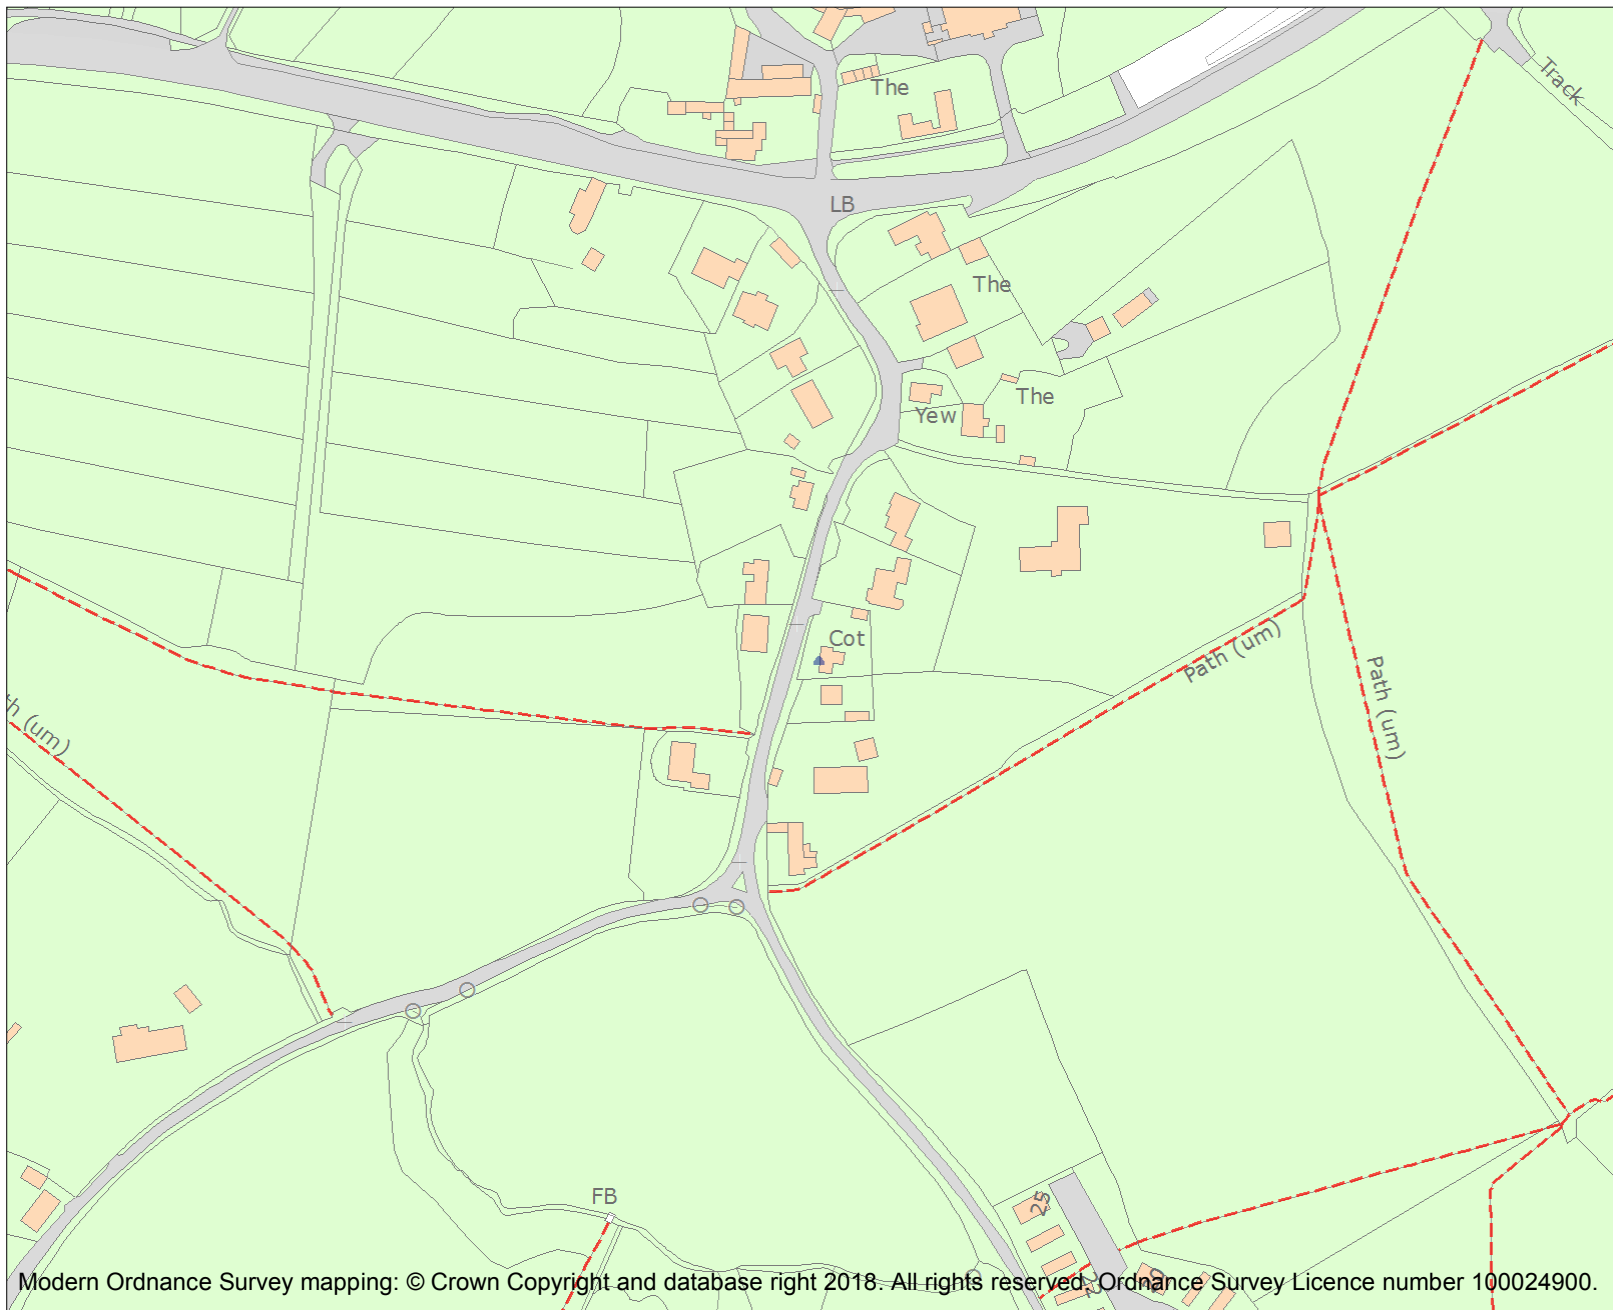 The
Track
LB
The
The
Yew
Cot
Path (um)
Path (um)
th (um)
FB
25
Modern Ordnance Survey mapping: © Crown Copyright and database right 2018. All rights reserved. Ordnance Survey Licence number 100024900.